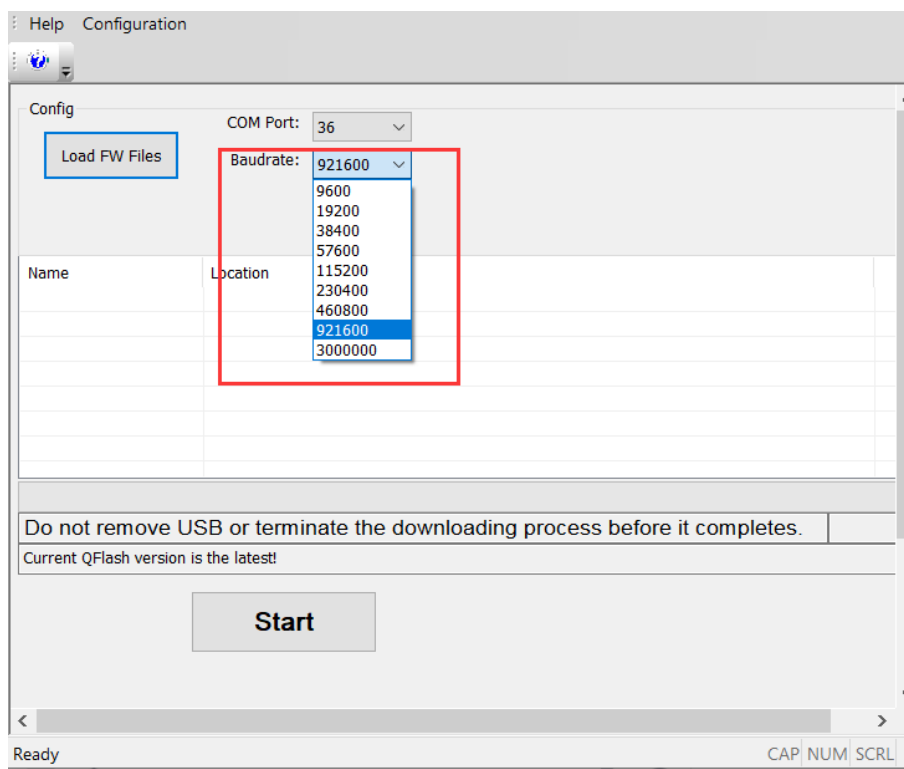 Help Configuration
Config
COM Port: 36
Load FW Files
Baudrate: 921600
9600
19200
38400
57600
115200
230400
460800
921600
3000000
Name Location
Do not remove USB or terminate the downloading process before it completes.
Current QFlash version is the latest!
Start
Ready CAP NUM SCRL